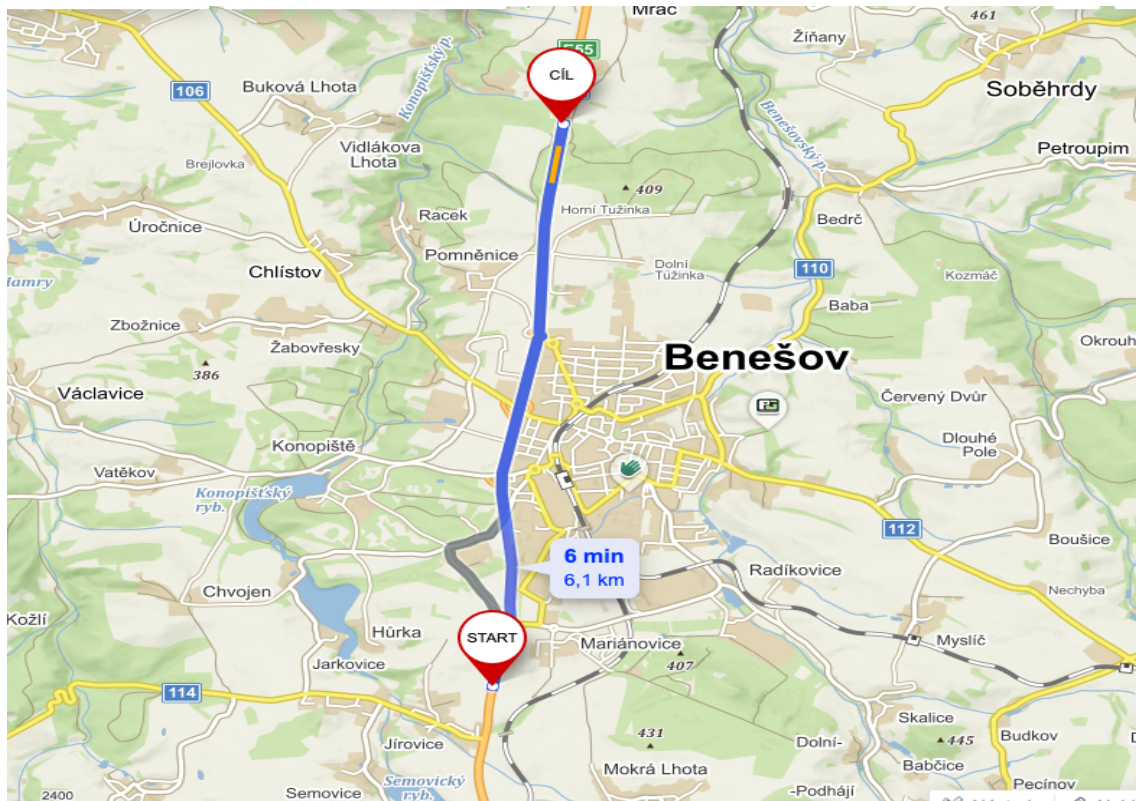 Mrač
Žíňany
461
E55
CÍL
Soběhrdy
106
Buková Lhota
Konopišťský p.
Benešovský p.
Vidlákova
Lhota
Brejlovka
Petroupim
409
Racek
Horní Tužinka
Bedrč
Úročnice
Pomněnice
Chlístov
Dolní
Tužinka
110
Kozmáč
Hamry
Baba
Zbožnice
Žabovřesky
Okrouh
Benešov
386
Václavice
Červený Dvůr
Konopiště
Dlouhé
Pole
Vatěkov
Konopišťský
ryb.
112
Boušice
6 min
6,1 km
Radíkovice
Chvojen
Nechyba
Kožlí
Hůrka
START
Mariánovice
Myslíč
Jarkovice
407
114
Skalice
431
Jírovice
Dolní-
445
Budkov
Babčice
Mokrá Lhota
Semovický
ryb.
-Podhájí
Pecínov
2400
Semovice